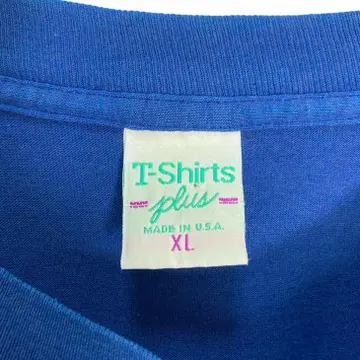 T-Shirts
plus
MADE IN U.S.A.
XL